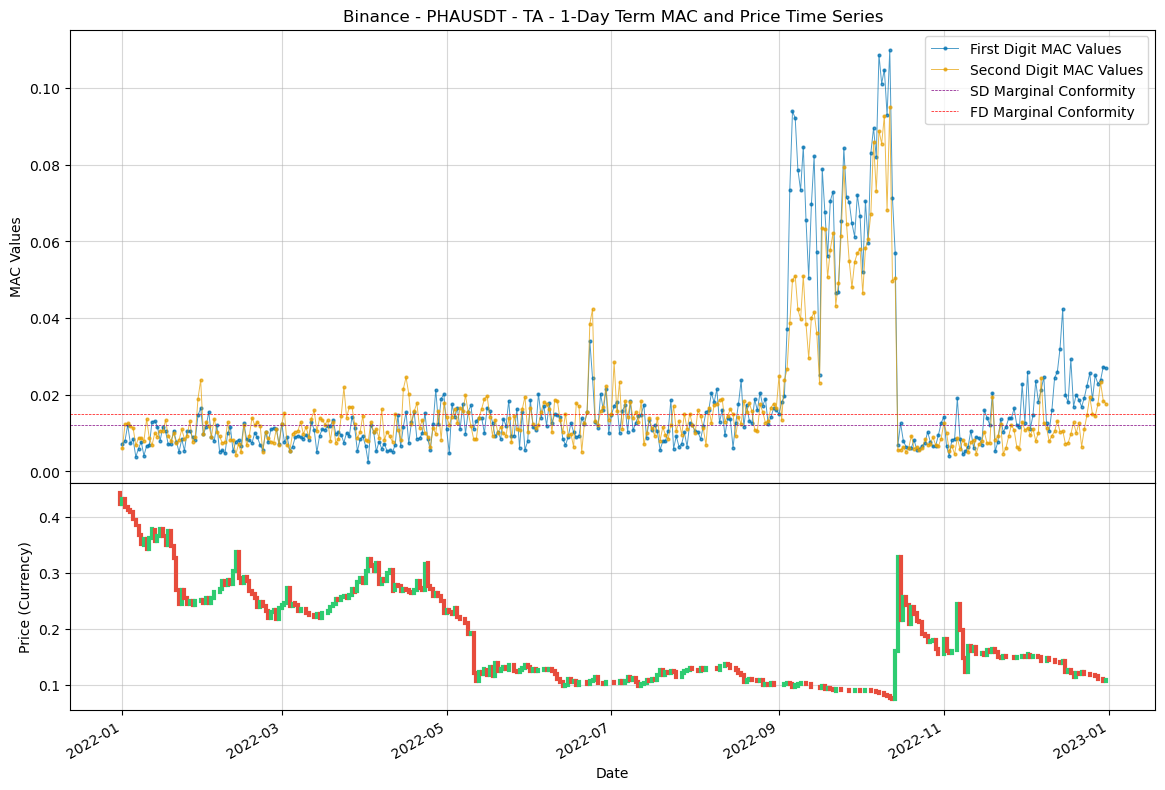 Binance - PHAUSDT - TA - 1-Day Term MAC and Price Time Series
First Digit MAC Values
Second Digit MAC Values
SD Marginal Conformity
FD Marginal Conformity
MAC Values
0.10
0.08
0.06
0.04
0.02
0.00
Price (Currency)
0.4
0.3
0.2
0.1
2022-01
2022-03
2022-05
2022-07
2022-09
2022-11
2023-01
Date